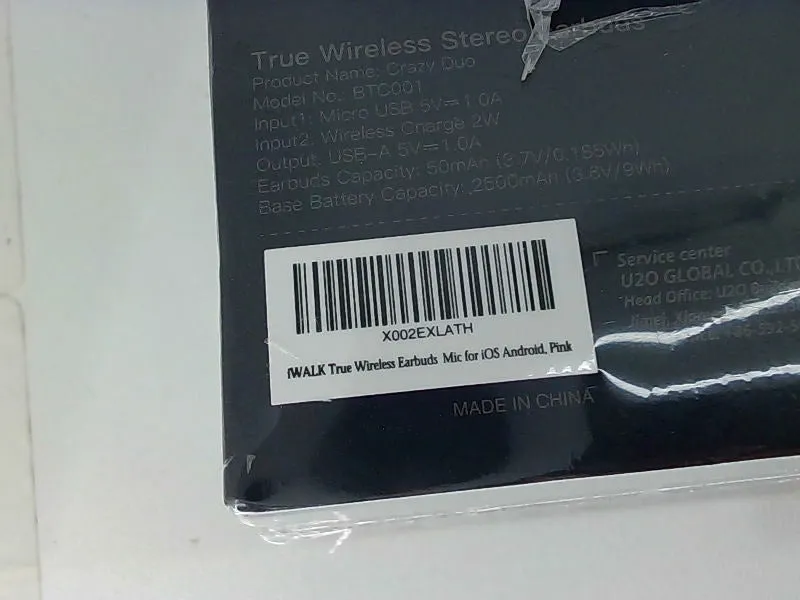 True Wireless Stereo Earbuds
Product Name: Crazy Duo
Model No.: BTC001
Input1: Micro USB 5V⎓1.0A
Input2: Wireless Charge 2W
Output: USB-A 5V⎓1.0A
Earbuds Capacity: 50mAh (3.7V/0.185Wh)
Base Battery Capacity: 2500mAh (3.8V/9Wh)
X002EXLATH
iWALK True Wireless Earbuds Mic for iOS Android, Pink
MADE IN CHINA
Service center
U2O GLOBAL CO.,LTD
Head Office: U2O
Jimei,